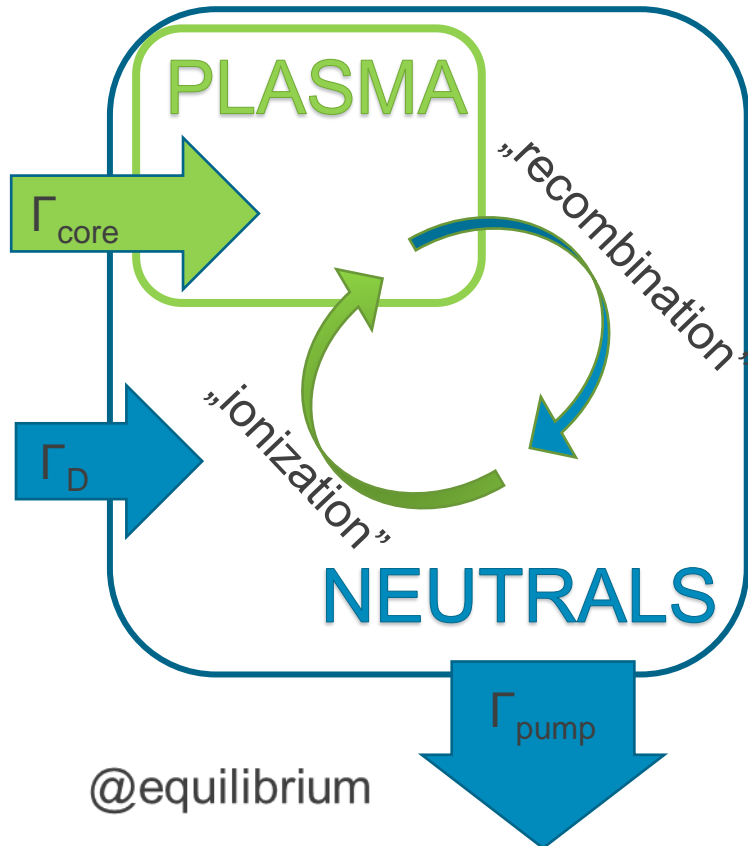 PLASMA
„recombination”
Γcore
„ionization”
ΓD
NEUTRALS
Γpump
@equilibrium